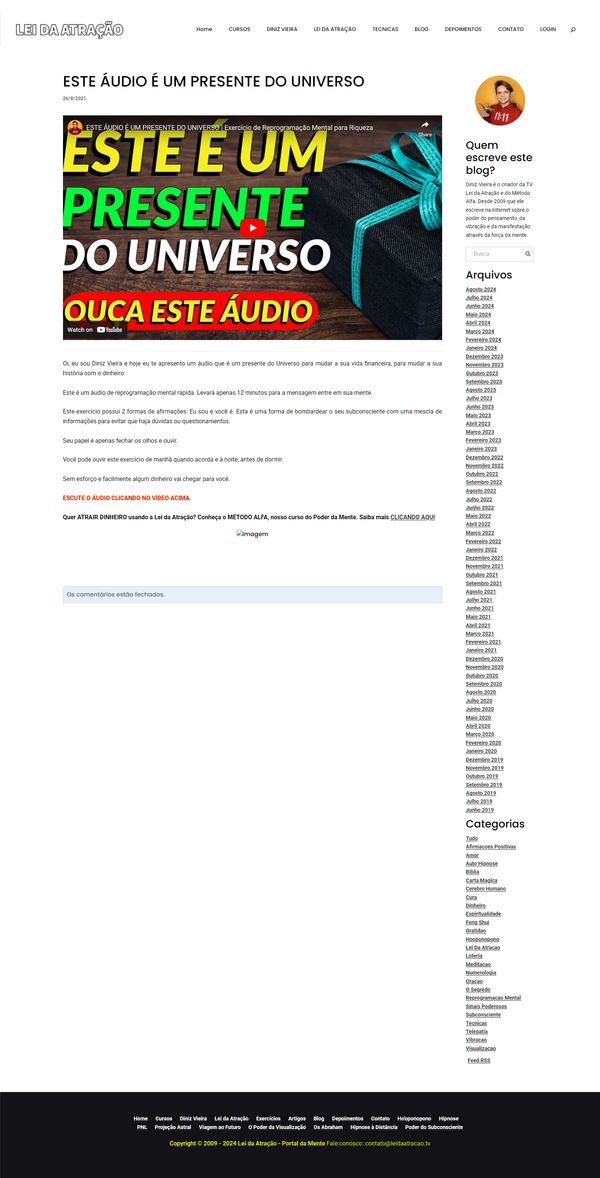 LEI DA ATRAÇÃO
Home CURSOS DINIZ VIEIRA LEI DA ATRAÇÃO TECNICAS BLOG DEPOIMENTOS CONTATO LOGIN
ESTE ÁUDIO É UM PRESENTE DO UNIVERSO
26/8/2021
ESTE ÁUDIO É UM PRESENTE DO UNIVERSO | Exercício de Reprogramação Mental para Riqueza
Share
ESTE É UM
PRESENTE
DO UNIVERSO
OUÇA ESTE ÁUDIO
Watch on YouTube
Oi, eu sou Diniz Vieira e hoje eu te apresento um áudio que é um presente do Universo para mudar a sua vida financeira, para mudar a sua
história com o dinheiro.
Este é um áudio de reprogramação mental rápida. Levará apenas 12 minutos para a mensagem entre em sua mente.
Este exercício possui 2 formas de afirmações: Eu sou e você é. Esta é uma forma de bombardear o seu subconsciente com uma mescla de
informações para evitar que haja dúvidas ou questionamentos.
Seu papel é apenas fechar os olhos e ouvir.
Você pode ouvir este exercício de manhã quando acorda e à noite, antes de dormir.
Sem esforço e facilmente algum dinheiro vai chegar para você.
ESCUTE O ÁUDIO CLICANDO NO VÍDEO ACIMA.
Quer ATRAIR DINHEIRO usando a Lei da Atração? Conheça o MÉTODO ALFA, nosso curso do Poder da Mente. Saiba mais CLICANDO AQUI
Imagem
Os comentários estão fechados.
11:11
Quem
escreve este
blog?
Diniz Vieira é o criador da TV
Lei da Atração e do Método
Alfa. Desde 2009 que ele
escreve na Internet sobre o
poder do pensamento, da
vibração e da manifestação
através da força da mente.
Busca
Arquivos
Agosto 2024
Julho 2024
Junho 2024
Maio 2024
Abril 2024
Março 2024
Fevereiro 2024
Janeiro 2024
Dezembro 2023
Novembro 2023
Outubro 2023
Setembro 2023
Agosto 2023
Julho 2023
Junho 2023
Maio 2023
Abril 2023
Março 2023
Fevereiro 2023
Janeiro 2023
Dezembro 2022
Novembro 2022
Outubro 2022
Setembro 2022
Agosto 2022
Julho 2022
Junho 2022
Maio 2022
Abril 2022
Março 2022
Fevereiro 2022
Janeiro 2022
Dezembro 2021
Novembro 2021
Outubro 2021
Setembro 2021
Agosto 2021
Julho 2021
Junho 2021
Maio 2021
Abril 2021
Março 2021
Fevereiro 2021
Janeiro 2021
Dezembro 2020
Novembro 2020
Outubro 2020
Setembro 2020
Agosto 2020
Julho 2020
Junho 2020
Maio 2020
Abril 2020
Março 2020
Fevereiro 2020
Janeiro 2020
Dezembro 2019
Novembro 2019
Outubro 2019
Setembro 2019
Agosto 2019
Julho 2019
Junho 2019
Categorias
Tudo
Afirmacoes Positivas
Amor
Auto Hipnose
Biblia
Carta Magica
Cerebro Humano
Cura
Dinheiro
Espiritualidade
Feng Shui
Gratidao
Hooponopono
Lei Da Atracao
Loteria
Meditacao
Numerologia
Oracao
O Segredo
Reprogramacao Mental
Sinais Poderosos
Subconsciente
Tecnicas
Telepatia
Vibracao
Visualizacao
Feed RSS
Home Cursos Diniz Vieira Lei da Atração Exercicios Artigos Blog Depoimentos Contato Ho'oponopono Hipnose
PNL Projeção Astral Viagem ao Futuro O Poder da Visualização Os Abraham Hipnose à Distância Poder do Subconsciente
Copyright © 2009 - 2024 Lei da Atração - Portal da Mente Fale conosco: contato@leidaatracao.tv